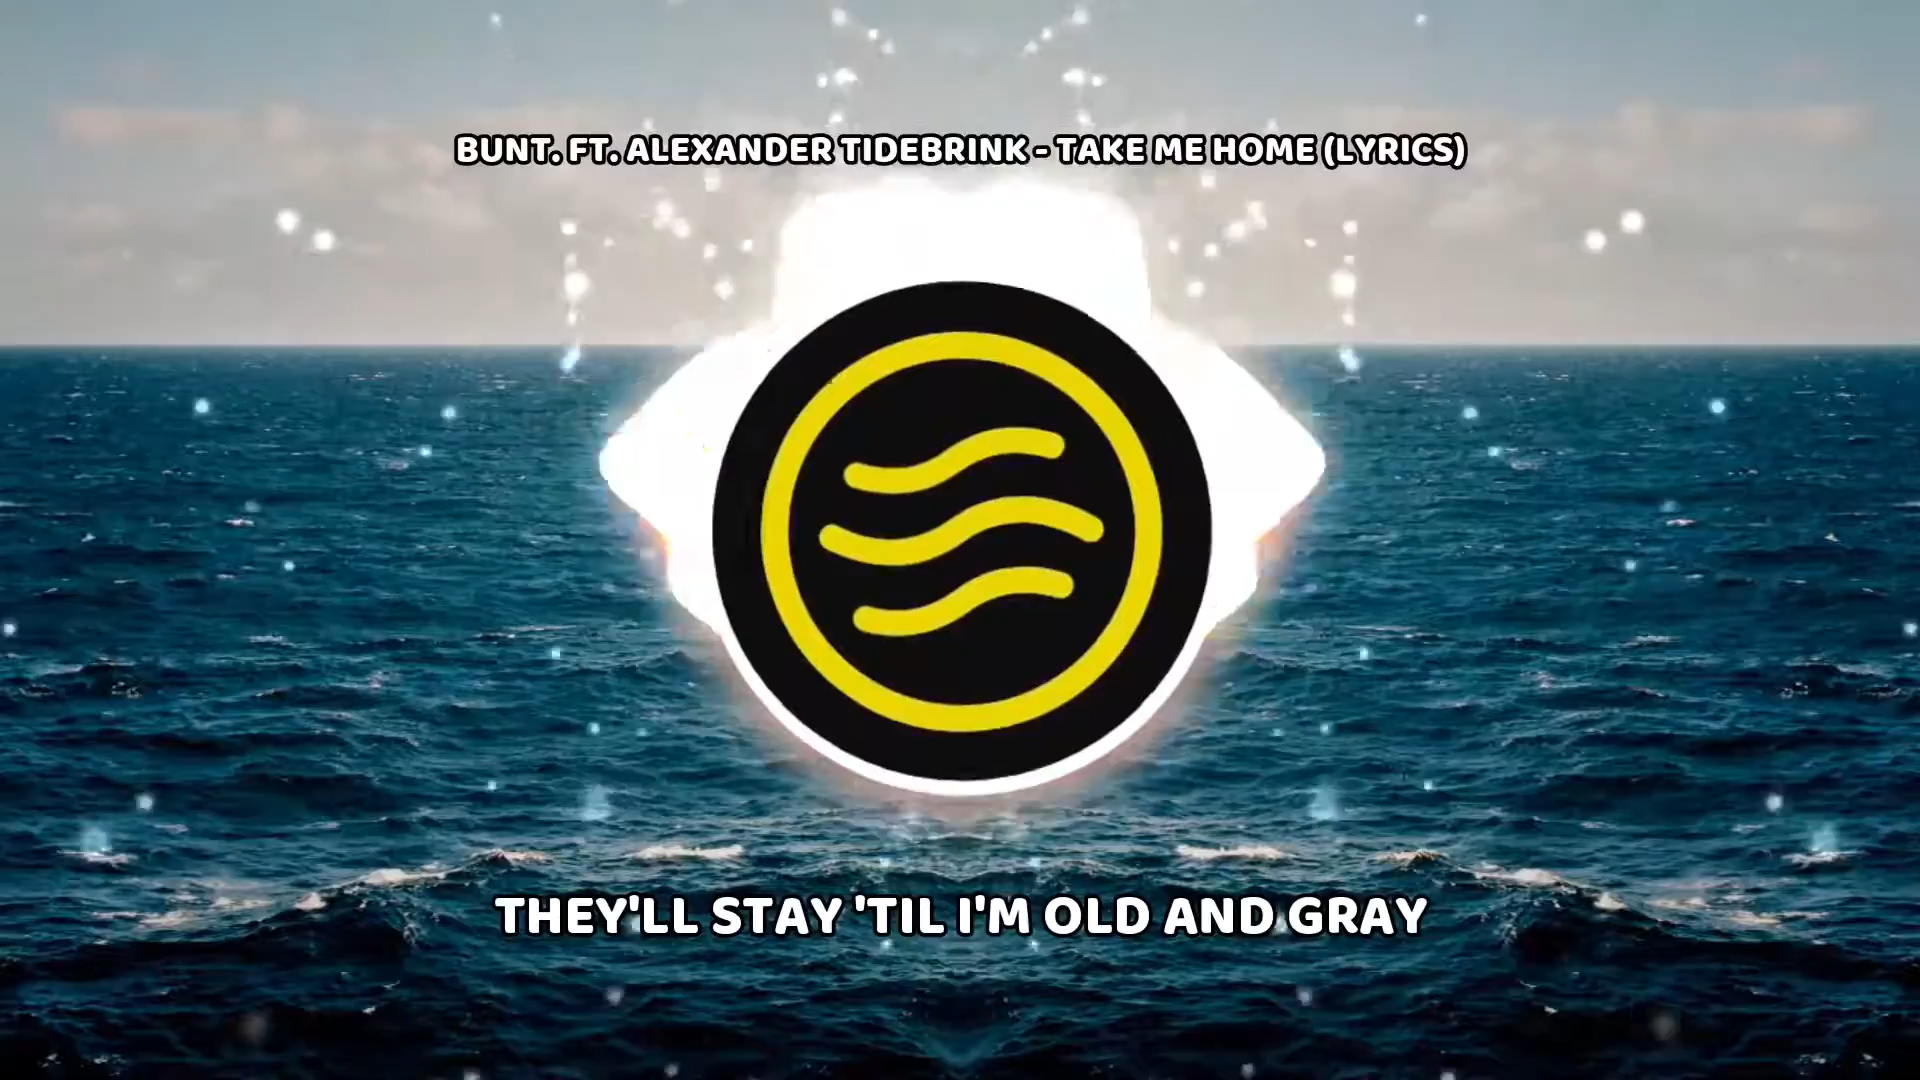 BUNT. FT. ALEXANDER TIDEBRINK - TAKE ME HOME (LYRICS)
THEY'LL STAY 'TIL I'M OLD AND GRAY